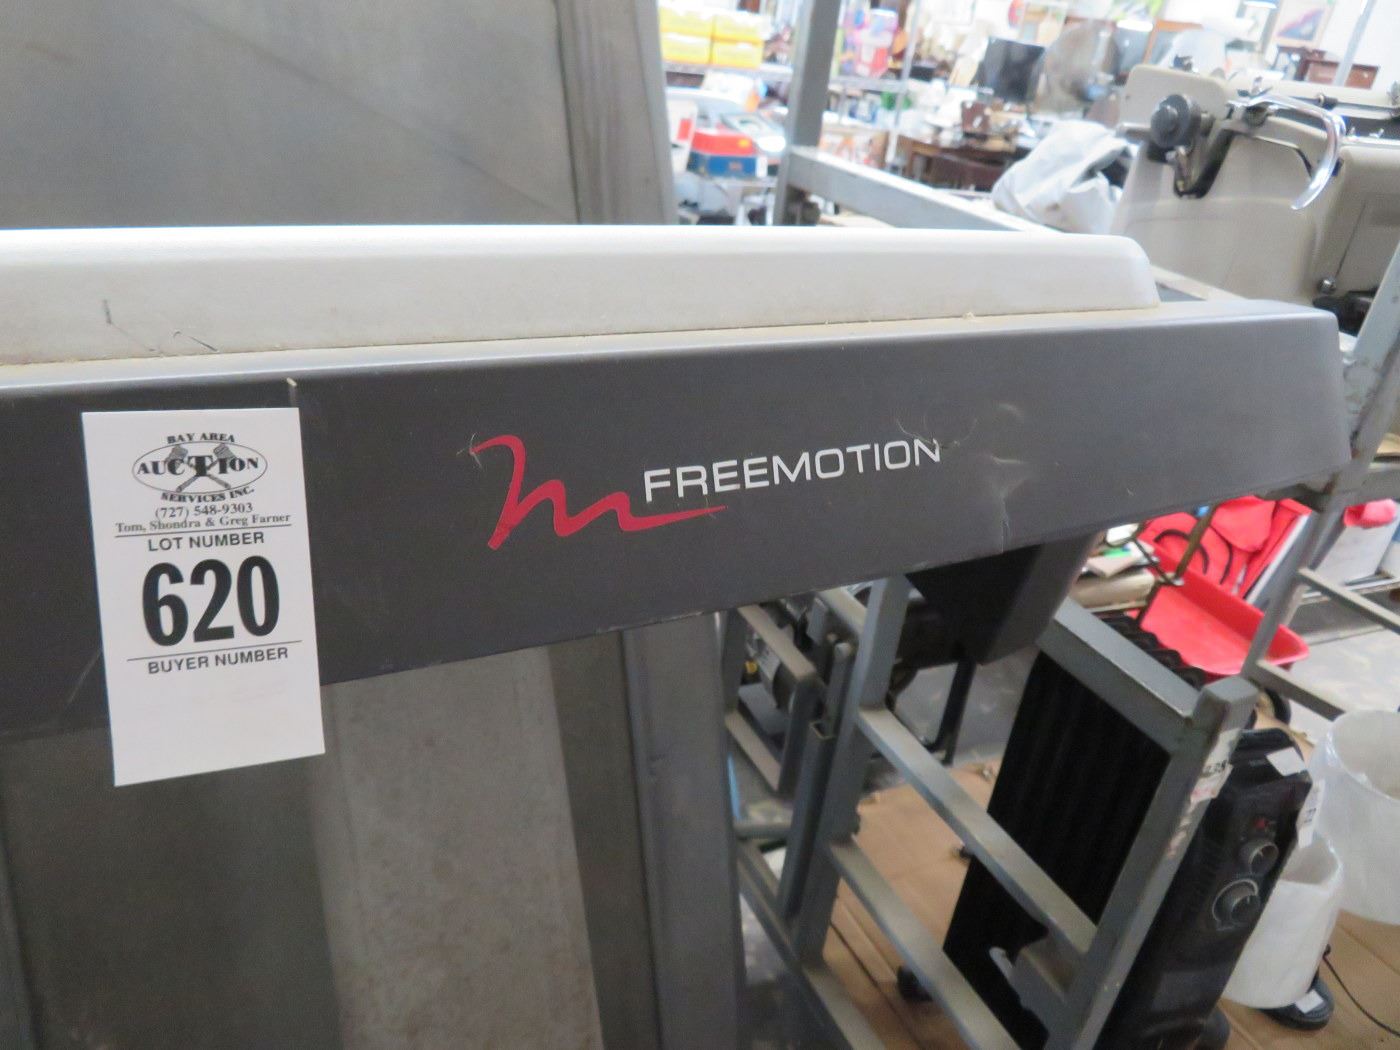 BAY AREA
AUCTION
SERVICES INC.
(727) 548-9303
Tom, Shondra & Greg Farner
LOT NUMBER
620
BUYER NUMBER
FREEMOTION